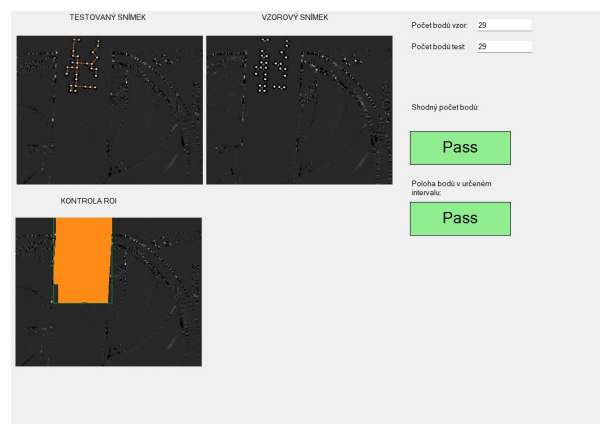 TESTOVANÝ SNÍMEK
VZOROVÝ SNÍMEK
Počet bodů vzor: 29
Počet bodů test: 29
Shodný počet bodů:
Pass
Poloha bodů v určeném
intervalu:
Pass
KONTROLA ROI